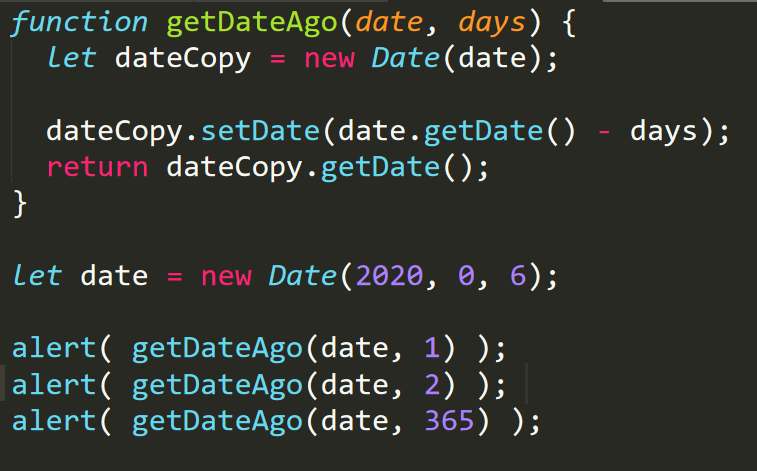 function getDateAgo(date, days) {
  let dateCopy = new Date(date);
  dateCopy.setDate(date.getDate() - days);
  return dateCopy.getDate();
}
let date = new Date(2020, 0, 6);
alert( getDateAgo(date, 1) );
alert( getDateAgo(date, 2) );
alert( getDateAgo(date, 365) );